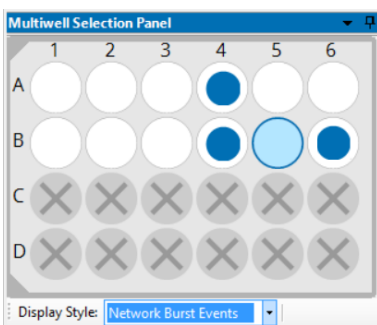 Multiwell Selection Panel
1 2 3 4 5 6
A
B
C
D
Display Style: Network Burst Events